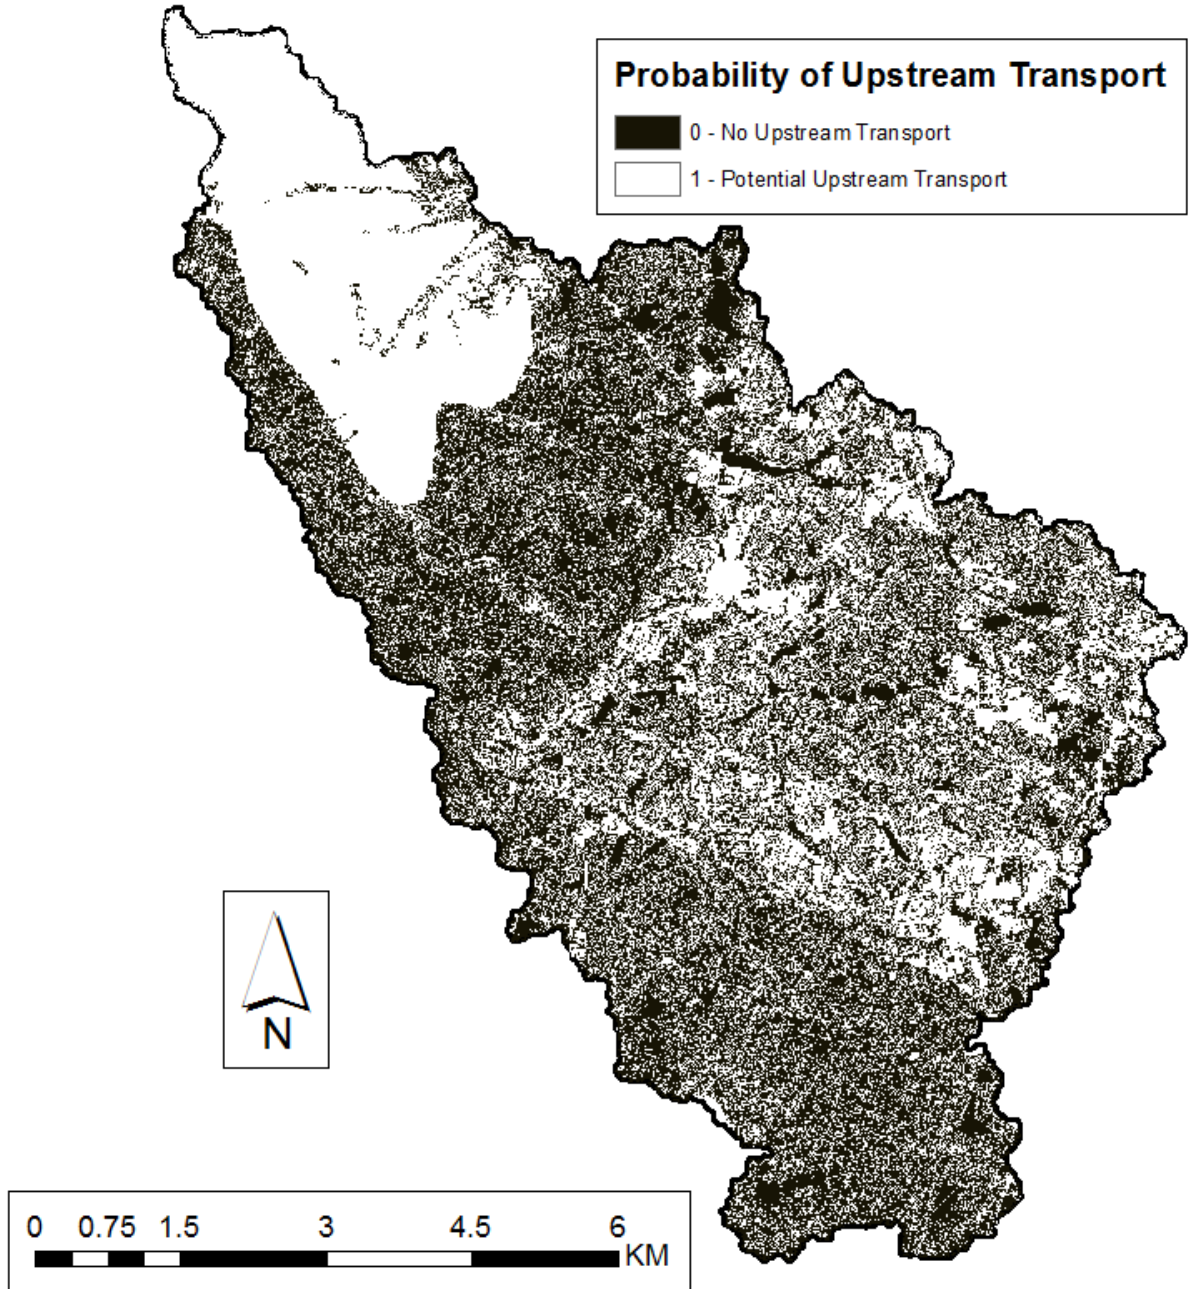 Probability of Upstream Transport
0 - No Upstream Transport
1 - Potential Upstream Transport
N
0 0.75 1.5 3 4.5 6
KM